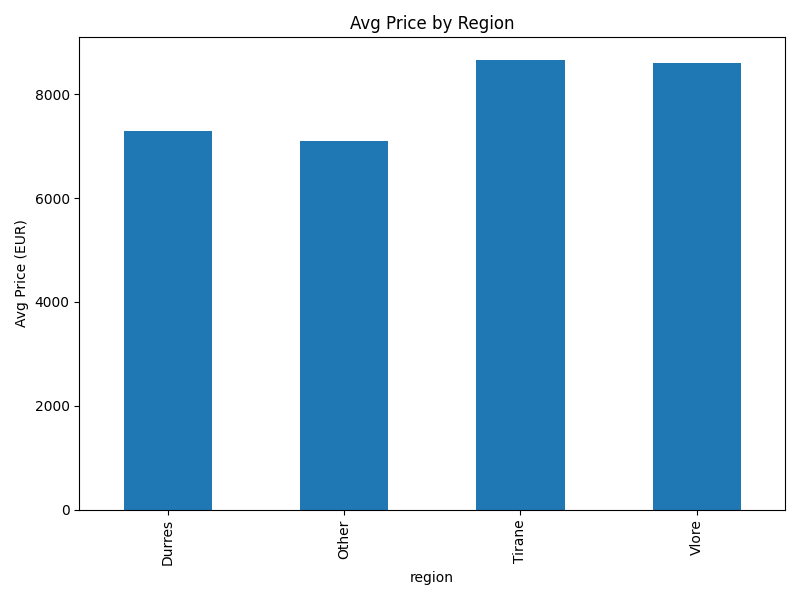 Avg Price by Region
Avg Price (EUR)
8000
6000
4000
2000
0
Durres
Other
Tirane
Vlore
region